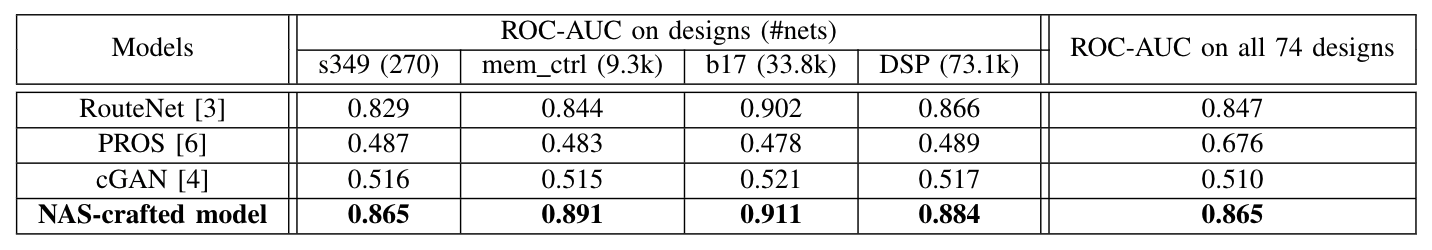 Models ROC-AUC on designs (#nets) ROC-AUC on all 74 designs
s349 (270) mem_ctrl (9.3k) b17 (33.8k) DSP (73.1k)
RouteNet [3] 0.829 0.844 0.902 0.866 0.847
PROS [6] 0.487 0.483 0.478 0.489 0.676
cGAN [4] 0.516 0.515 0.521 0.517 0.510
NAS-crafted model 0.865 0.891 0.911 0.884 0.865